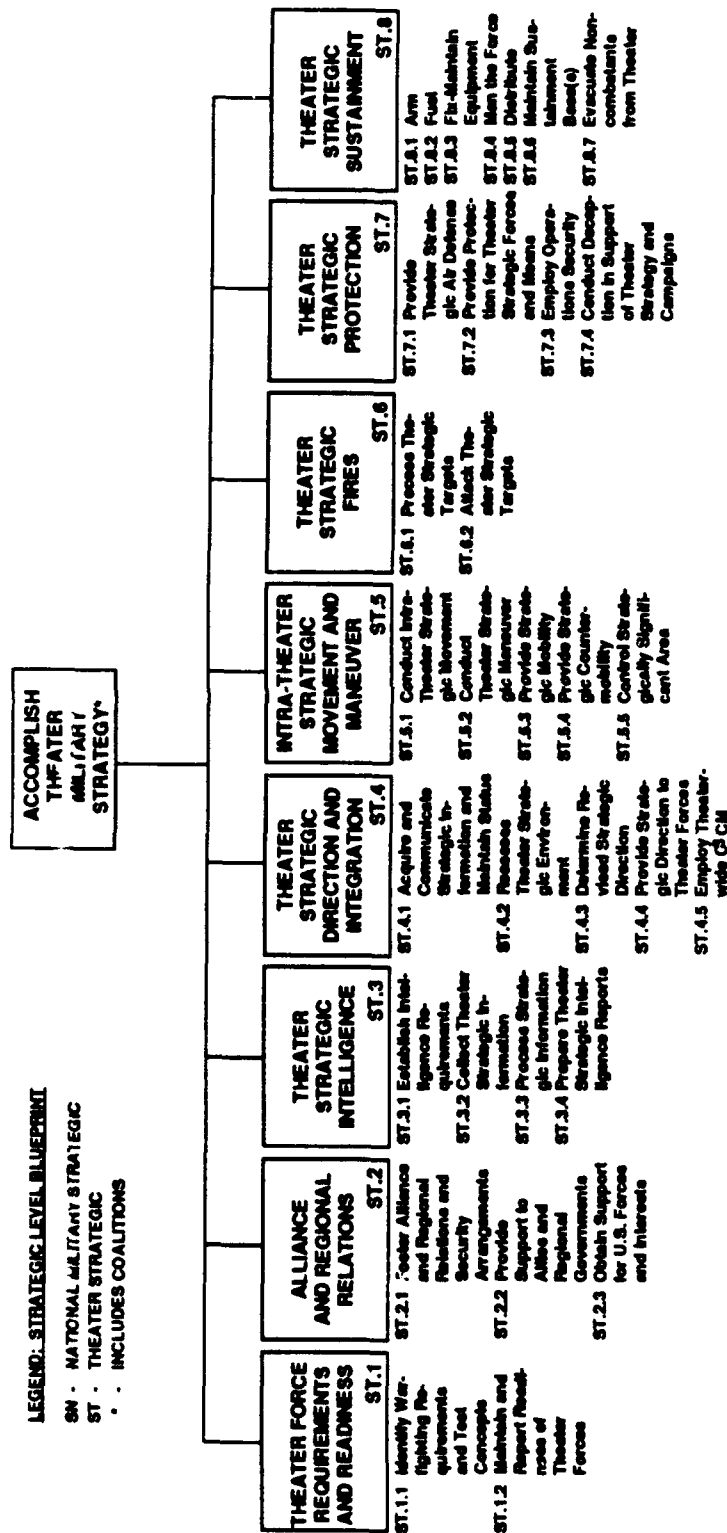 LEGEND: STRATEGIC LEVEL BLUEPRINT
SN - NATIONAL MILITARY STRATEGIC
ST - THEATER STRATEGIC
* - INCLUDES COALITIONS
ACCOMPLISH
THEATER
MILITARY
STRATEGY*
THEATER FORCE
REQUIREMENTS
AND READINESS
ST.1
ST.1.1 Identify War-
fighting Re-
quirements
and Test
Concepts
ST.1.2 Maintain and
Report Readi-
ness of
Theater
Forces
ALLIANCE
AND REGIONAL
RELATIONS
ST.2
ST.2.1 Foster Alliance
and Regional
Relations and
Security
Arrangements
ST.2.2 Provide
Support to
Allies and
Regional
Governments
ST.2.3 Obtain Support
for U.S. Forces
and Interests
THEATER
STRATEGIC
INTELLIGENCE
ST.3
ST.3.1 Establish Intel-
ligence Re-
quirements
ST.3.2 Collect Theater
Strategic In-
formation
ST.3.3 Process Strate-
gic Information
ST.3.4 Prepare Theater
Strategic Intel-
ligence Reports
THEATER
STRATEGIC
DIRECTION AND
INTEGRATION
ST.4
ST.4.1 Acquire and
Communicate
Strategic In-
formation and
Maintain Status
ST.4.2 Reassess
Theater Strate-
gic Environ-
ment
ST.4.3 Determine Re-
vised Strategic
Direction
ST.4.4 Provide Strate-
gic Direction to
Theater Forces
ST.4.5 Employ Theater-
wide C³CM
INTRA-THEATER
STRATEGIC
MOVEMENT AND
MANEUVER
ST.5
ST.5.1 Conduct Intra-
Theater Strate-
gic Movement
ST.5.2 Conduct
Theater Strate-
gic Maneuver
ST.5.3 Provide Strate-
gic Mobility
ST.5.4 Provide Strate-
gic Counter-
mobility
ST.5.5 Control Strate-
gically Signifi-
cant Area
THEATER
STRATEGIC
FIRES
ST.6
ST.6.1 Process The-
ater Strategic
Targets
ST.6.2 Attack The-
ater Strategic
Targets
THEATER
STRATEGIC
PROTECTION
ST.7
ST.7.1 Provide
Theater Strate-
gic Air Defense
ST.7.2 Provide Protec-
tion for Theater
Strategic Forces
and Means
ST.7.3 Employ Opera-
tions Security
ST.7.4 Conduct Decep-
tion in Support
of Theater
Strategy and
Campaigns
THEATER
STRATEGIC
SUSTAINMENT
ST.8
ST.8.1 Arm
ST.8.2 Fuel
ST.8.3 Fix-Maintain
Equipment
ST.8.4 Man the Force
ST.8.5 Distribute
ST.8.6 Maintain Sus-
tainment
Base(s)
ST.8.7 Evacuate Non-
combatants
from Theater